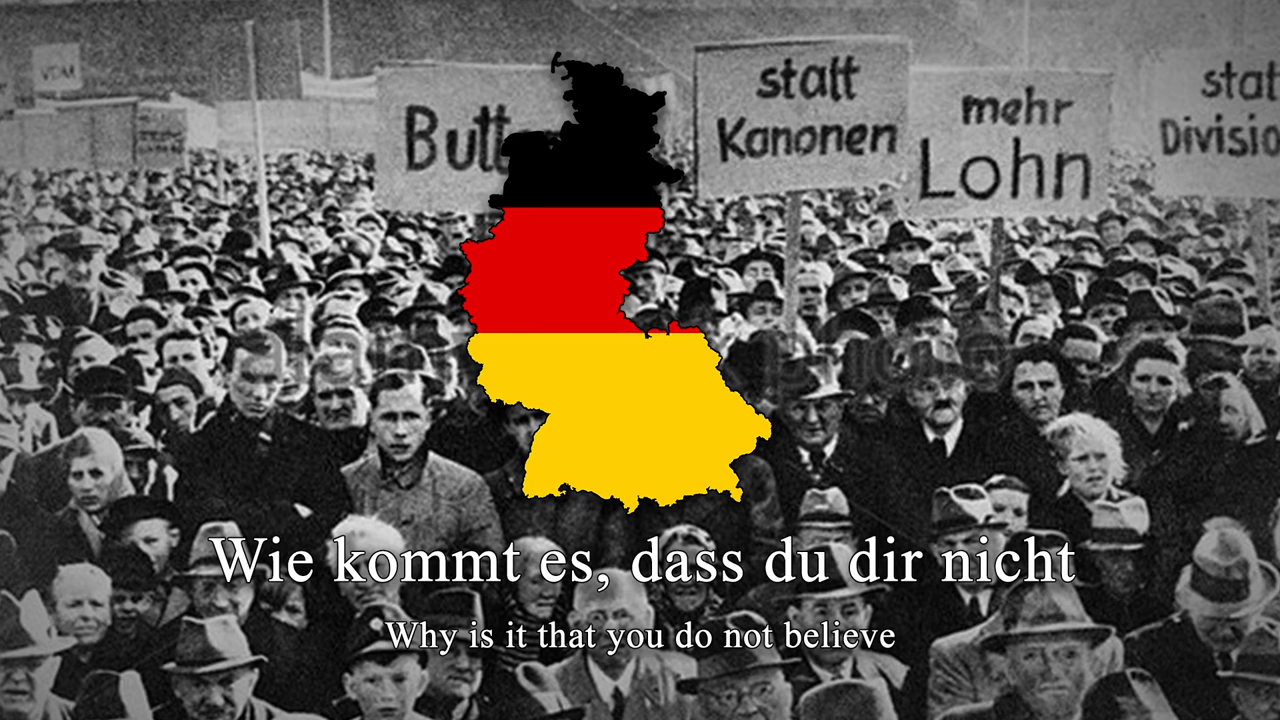 VDM
Butt
statt
Kanonen
mehr
Lohn
stat
Divisio
Wie kommt es, dass du dir nicht
Why is it that you do not believe